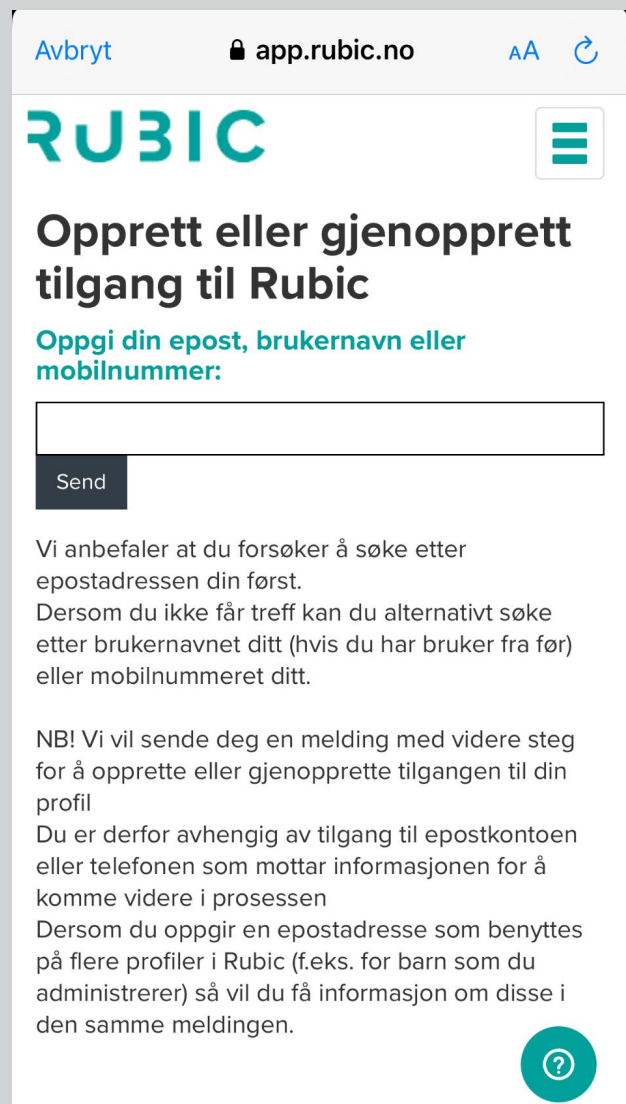 Avbryt
app.rubic.no
AA
RUBIC
Opprett eller gjenopprett
tilgang til Rubic
Oppgi din epost, brukernavn eller
mobilnummer:
Send
Vi anbefaler at du forsøker å søke etter
epostadressen din først.
Dersom du ikke får treff kan du alternativt søke
etter brukernavnet ditt (hvis du har bruker fra før)
eller mobilnummeret ditt.
NB! Vi vil sende deg en melding med videre steg
for å opprette eller gjenopprette tilgangen til din
profil
Du er derfor avhengig av tilgang til epostkontoen
eller telefonen som mottar informasjonen for å
komme videre i prosessen
Dersom du oppgir en epostadresse som benyttes
på flere profiler i Rubic (f.eks. for barn som du
administrerer) så vil du få informasjon om disse i
den samme meldingen.
?